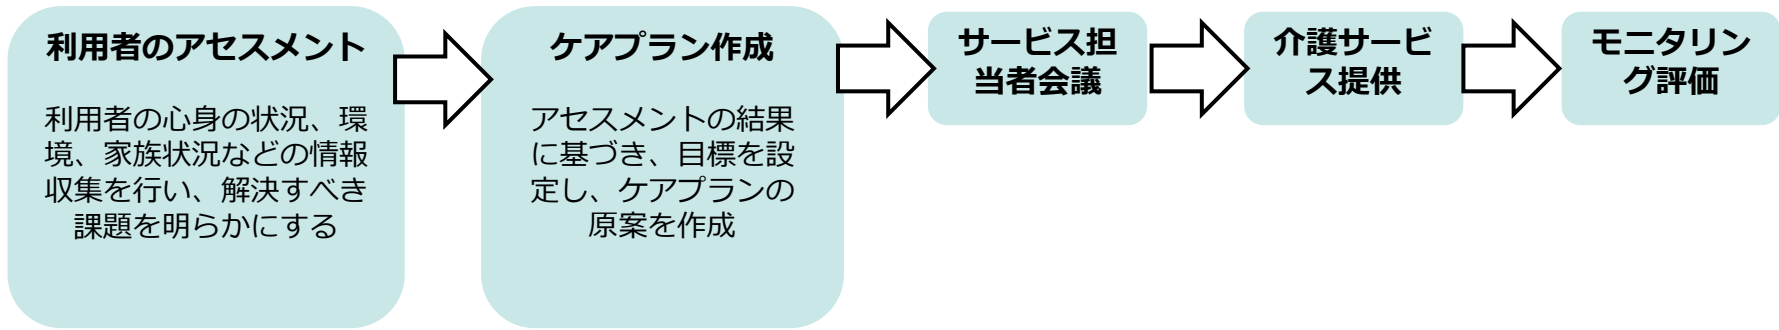 利用者のアセスメント
利用者の心身の状況、環
境、家族状況などの情報
収集を行い、解決すべき
課題を明らかにする
ケアプラン作成
アセスメントの結果
に基づき、目標を設
定し、ケアプランの
原案を作成
サービス担
当者会議
介護サービ
ス提供
モニタリン
グ評価